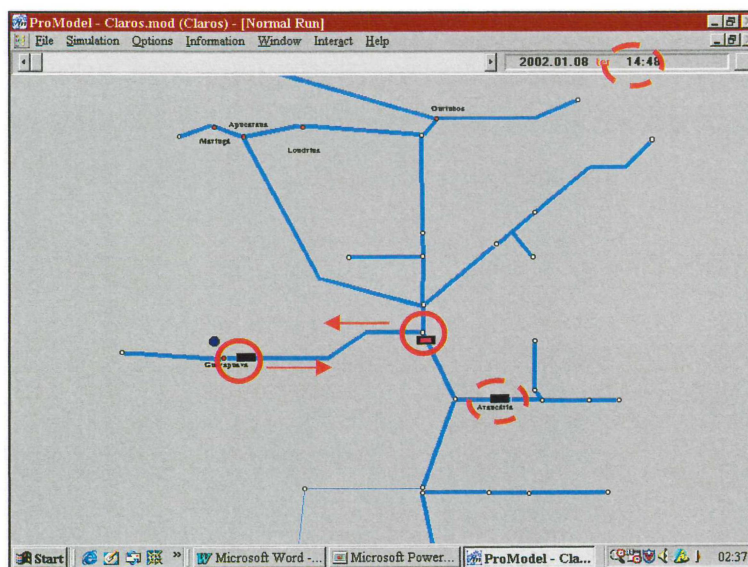 ProModel - Claros.mod (Claros) - [Normal Run]
File Simulation Options Information Window Interact Help
2002.01.08 ter 14:48
Ourinhos
Apucarana
Maringá
Londrina
Guarapuava
Araucária
Start
Microsoft Word -...
Microsoft Power...
ProModel - Cla...
02:37